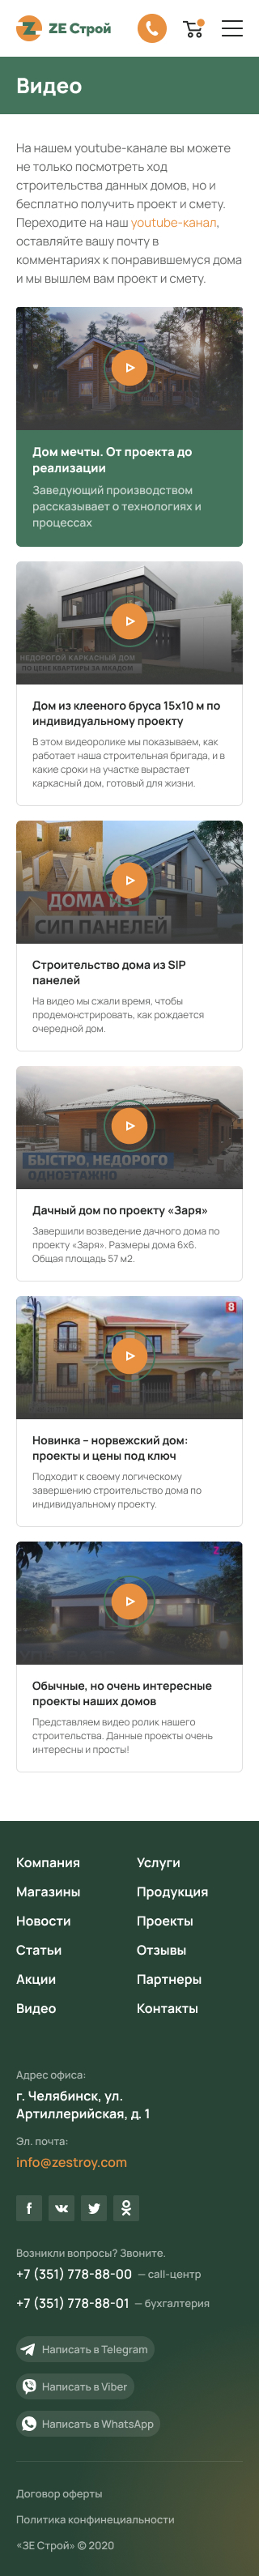 ZE Строй
Видео
На нашем youtube-канале вы можете
не только посмотреть ход
строительства данных домов, но и
бесплатно получить проект и смету.
Переходите на наш youtube-канал,
оставляйте вашу почту в
комментариях к понравившемуся дома
и мы вышлем вам проект и смету.
Дом мечты. От проекта до
реализации
Заведующий производством
рассказывает о технологиях и
процессах
НЕДОРОГОЙ КАРКАСНЫЙ ДОМ
ПО ЦЕНЕ КВАРТИРЫ ЗА МКАДОМ
Дом из клееного бруса 15х10 м по
индивидуальному проекту
В этом видеоролике мы показываем, как
работает наша строительная бригада, и в
какие сроки на участке вырастает
каркасный дом, готовый для жизни.
ДОМА ИЗ
СИП ПАНЕЛЕЙ
Строительство дома из SIP
панелей
На видео мы сжали время, чтобы
продемонстрировать, как рождается
очередной дом.
БЫСТРО, НЕДОРОГО
ОДНОЭТАЖНО
Дачный дом по проекту «Заря»
Завершили возведение дачного дома по
проекту «Заря». Размеры дома 6х6.
Общая площадь 57 м2.
8
Новинка – норвежский дом:
проекты и цены под ключ
Подходит к своему логическому
завершению строительство дома по
индивидуальному проекту.
Обычные, но очень интересные
проекты наших домов
Представляем видео ролик нашего
строительства. Данные проекты очень
интересны и просты!
Компания
Услуги
Магазины
Продукция
Новости
Проекты
Статьи
Отзывы
Акции
Партнеры
Видео
Контакты
Адрес офиса:
г. Челябинск, ул.
Артиллерийская, д. 1
Эл. почта:
info@zestroy.com
Возникли вопросы? Звоните.
+7 (351) 778-88-00 — call-центр
+7 (351) 778-88-01 — бухгалтерия
Написать в Telegram
Написать в Viber
Написать в WhatsApp
Договор оферты
Политика конфинециальности
«ЗЕ Строй» © 2020